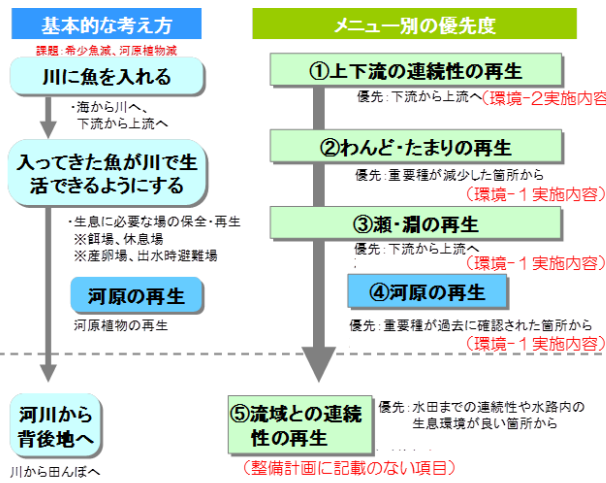 基本的な考え方
課題：希少魚減、河原植物減
川に魚を入れる
・海から川へ、
下流から上流へ
入ってきた魚が川で生
活できるようにする
・生息に必要な場の保全・再生
※餌場、休息場
※産卵場、出水時避難場
河原の再生
河原植物の再生
河川から
背後地へ
川から田んぼへ
メニュー別の優先度
①上下流の連続性の再生
優先：下流から上流へ(環境-2実施内容)
②わんど・たまりの再生
優先：重要種が減少した箇所から
(環境-1実施内容)
③瀬・淵の再生
優先：下流から上流へ
(環境-1実施内容)
④河原の再生
優先：重要種が過去に確認された箇所から
(環境-1実施内容)
⑤流域との連続
性の再生
優先：水田までの連続性や水路内の
生息環境が良い箇所から
(整備計画に記載のない項目)